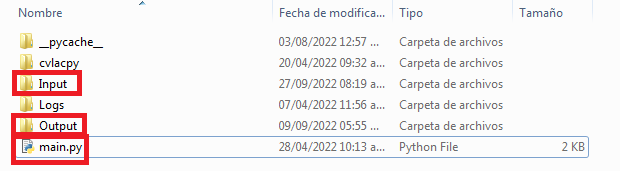 Nombre Fecha de modifica... Tipo Tamaño
__pycache__ 03/08/2022 12:57 ... Carpeta de archivos
cvlacpy 20/04/2022 09:32 a... Carpeta de archivos
Input 27/09/2022 08:19 a... Carpeta de archivos
Logs 07/04/2022 11:56 a... Carpeta de archivos
Output 09/09/2022 05:55 ... Carpeta de archivos
main.py 28/04/2022 10:13 a... Python File 2 KB